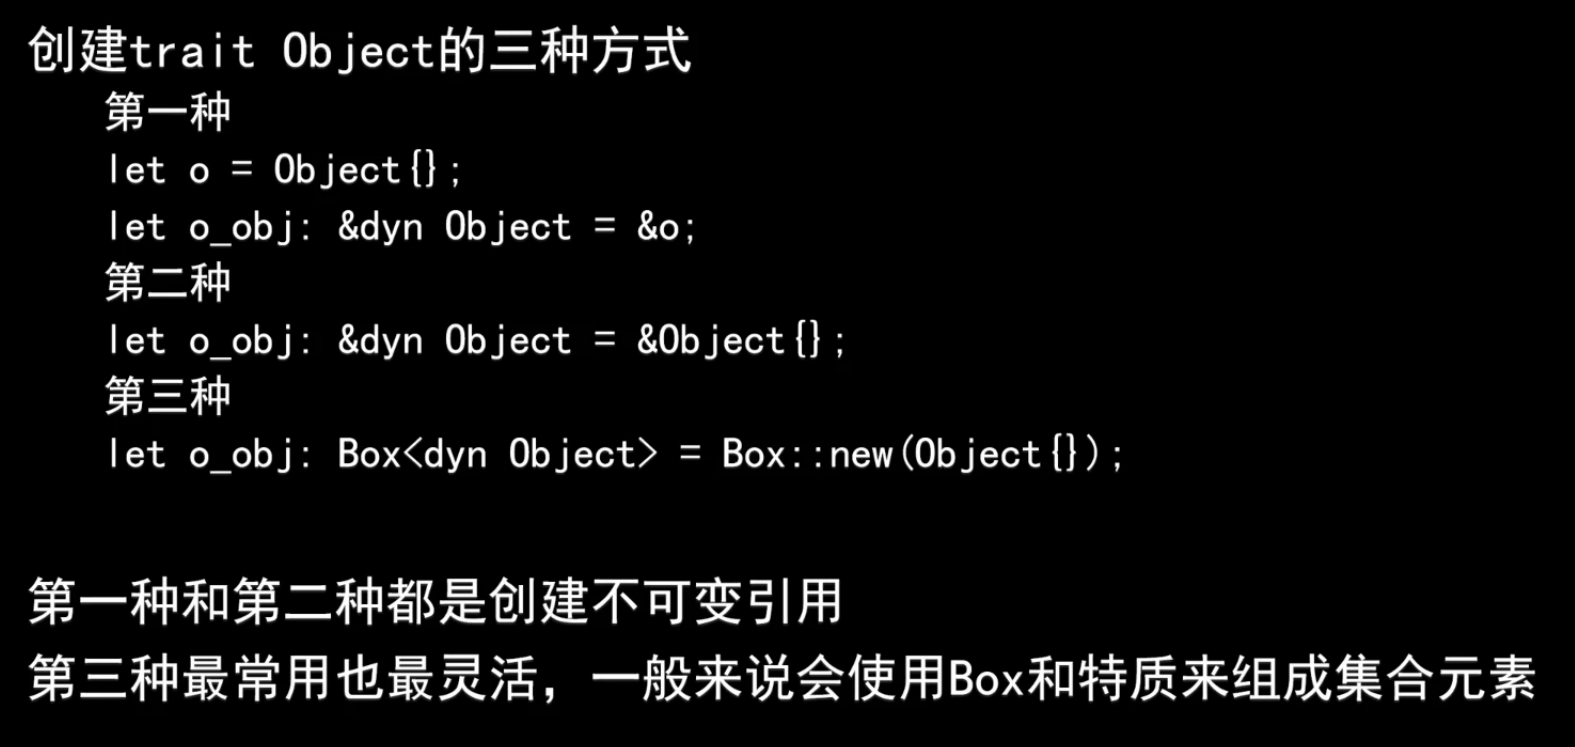 创建trait Object的三种方式
第一种
let o = Object{};
let o_obj: &dyn Object = &o;
第二种
let o_obj: &dyn Object = &Object{};
第三种
let o_obj: Box<dyn Object> = Box::new(Object{});
第一种和第二种都是创建不可变引用
第三种最常用也最灵活，一般来说会使用Box和特质来组成集合元素